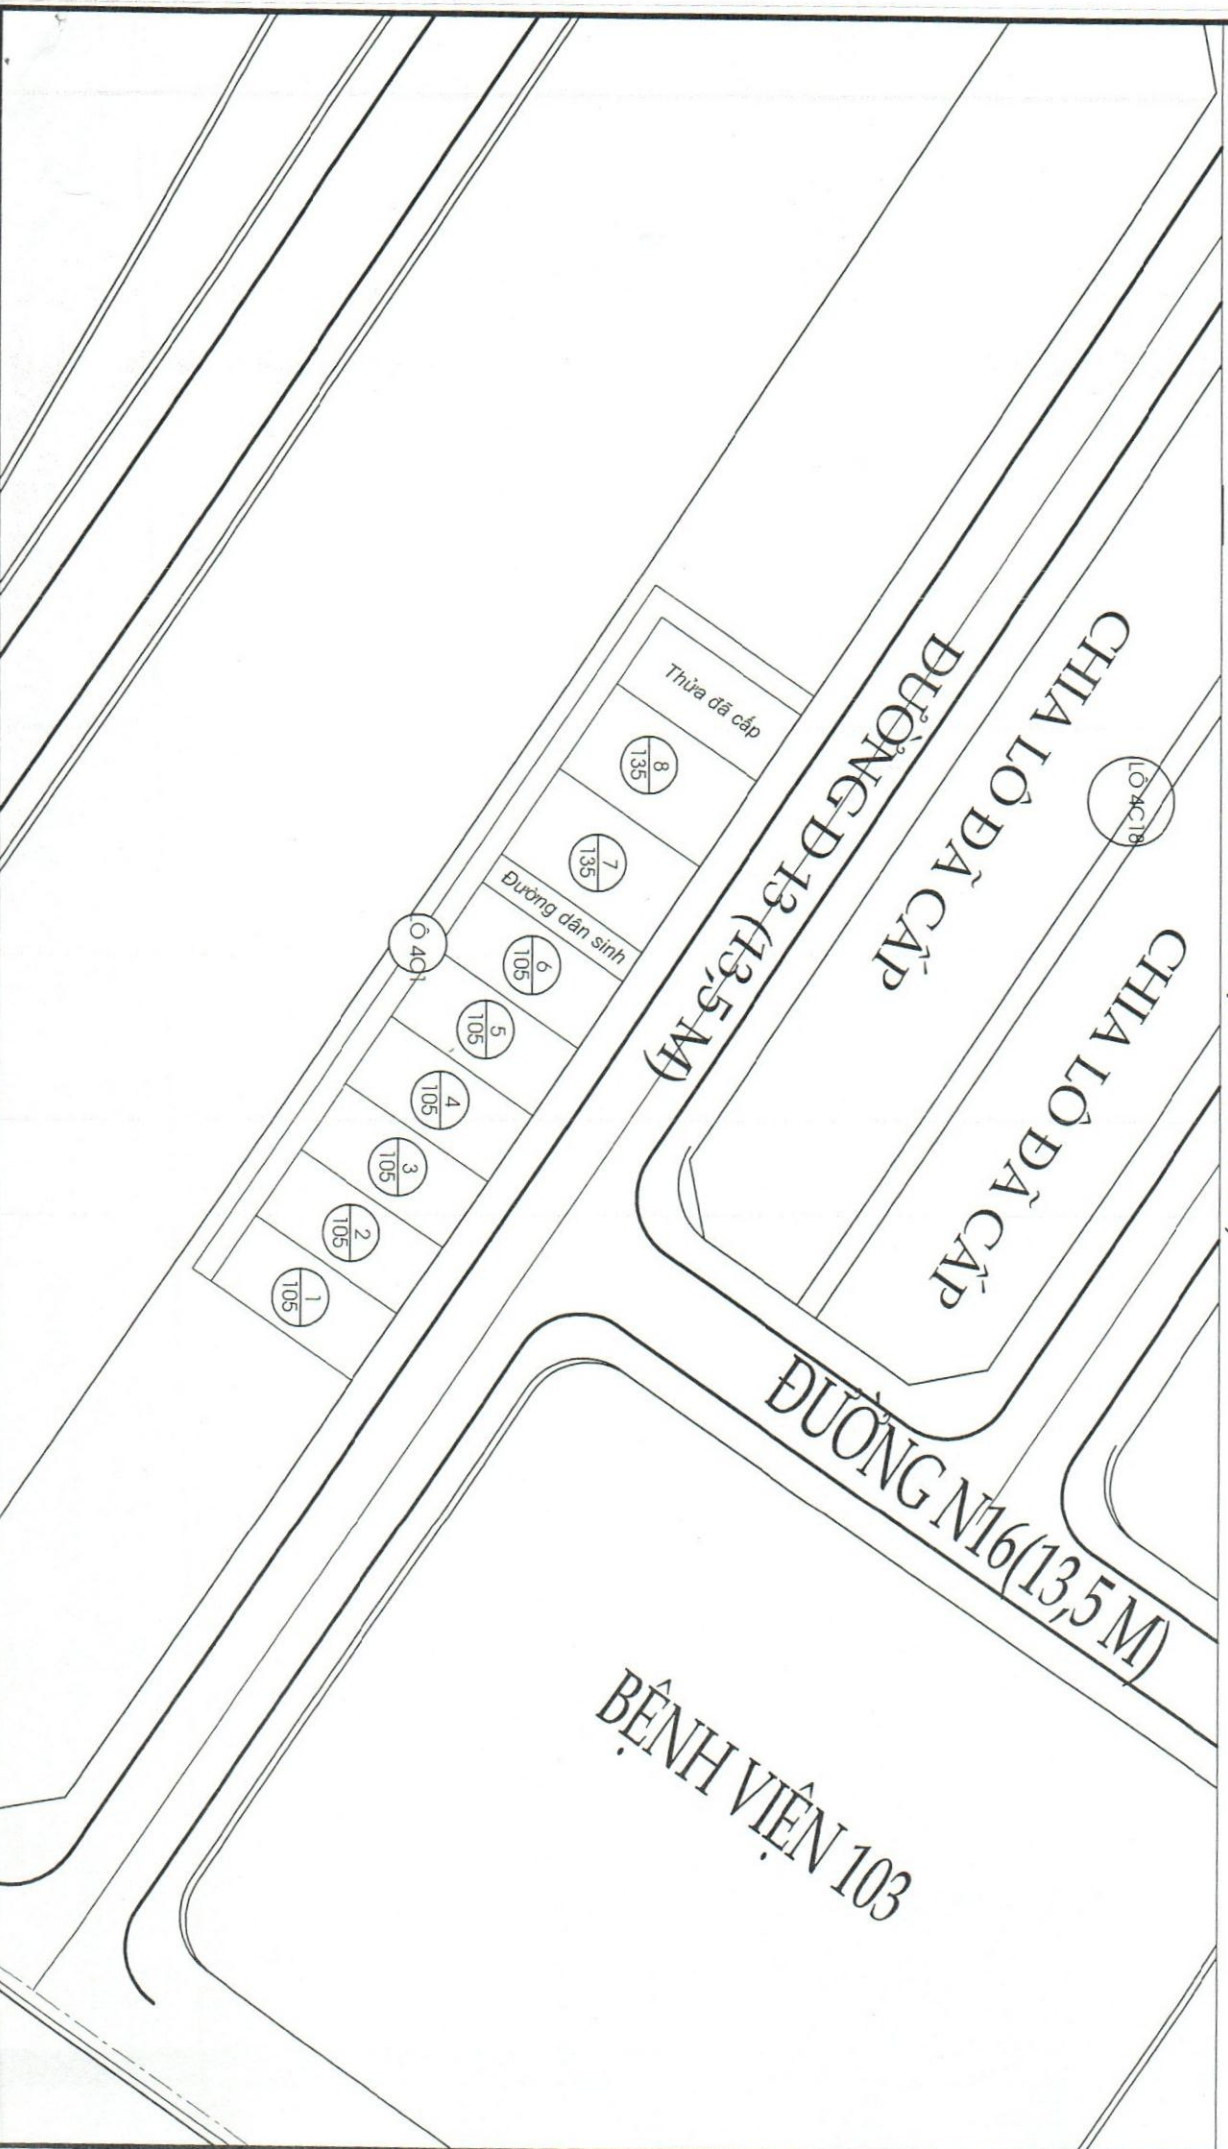 CHIA LÔ ĐÃ CẤP
LÔ 4C18
CHIA LÔ ĐÃ CẤP
ĐƯỜNG D 13 (13,5 M)
Thửa đã cấp
8
135
7
135
Đường dân sinh
6
105
LÔ 4C1
5
105
4
105
3
105
2
105
1
105
ĐƯỜNG N16(13,5 M)
BỆNH VIỆN 103